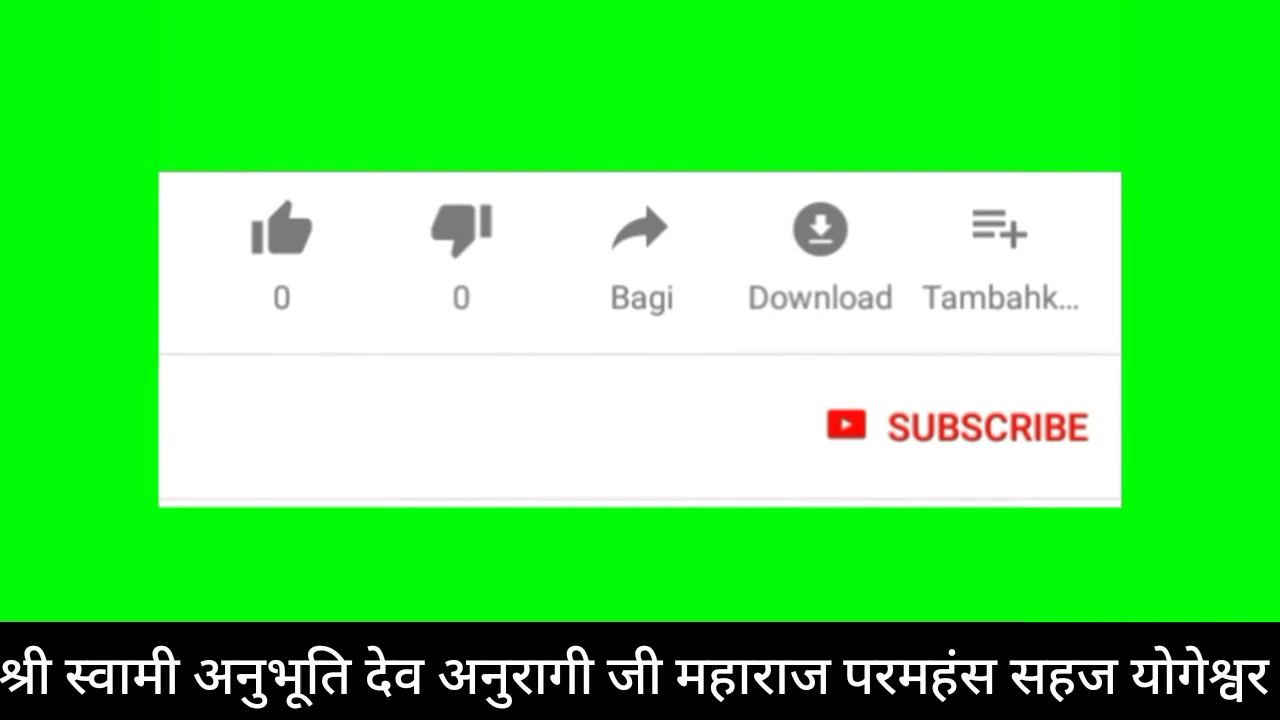 0 0 Bagi Download Tambahk...
SUBSCRIBE
श्री स्वामी अनुभूति देव अनुरागी जी महाराज परमहंस सहज योगेश्वर